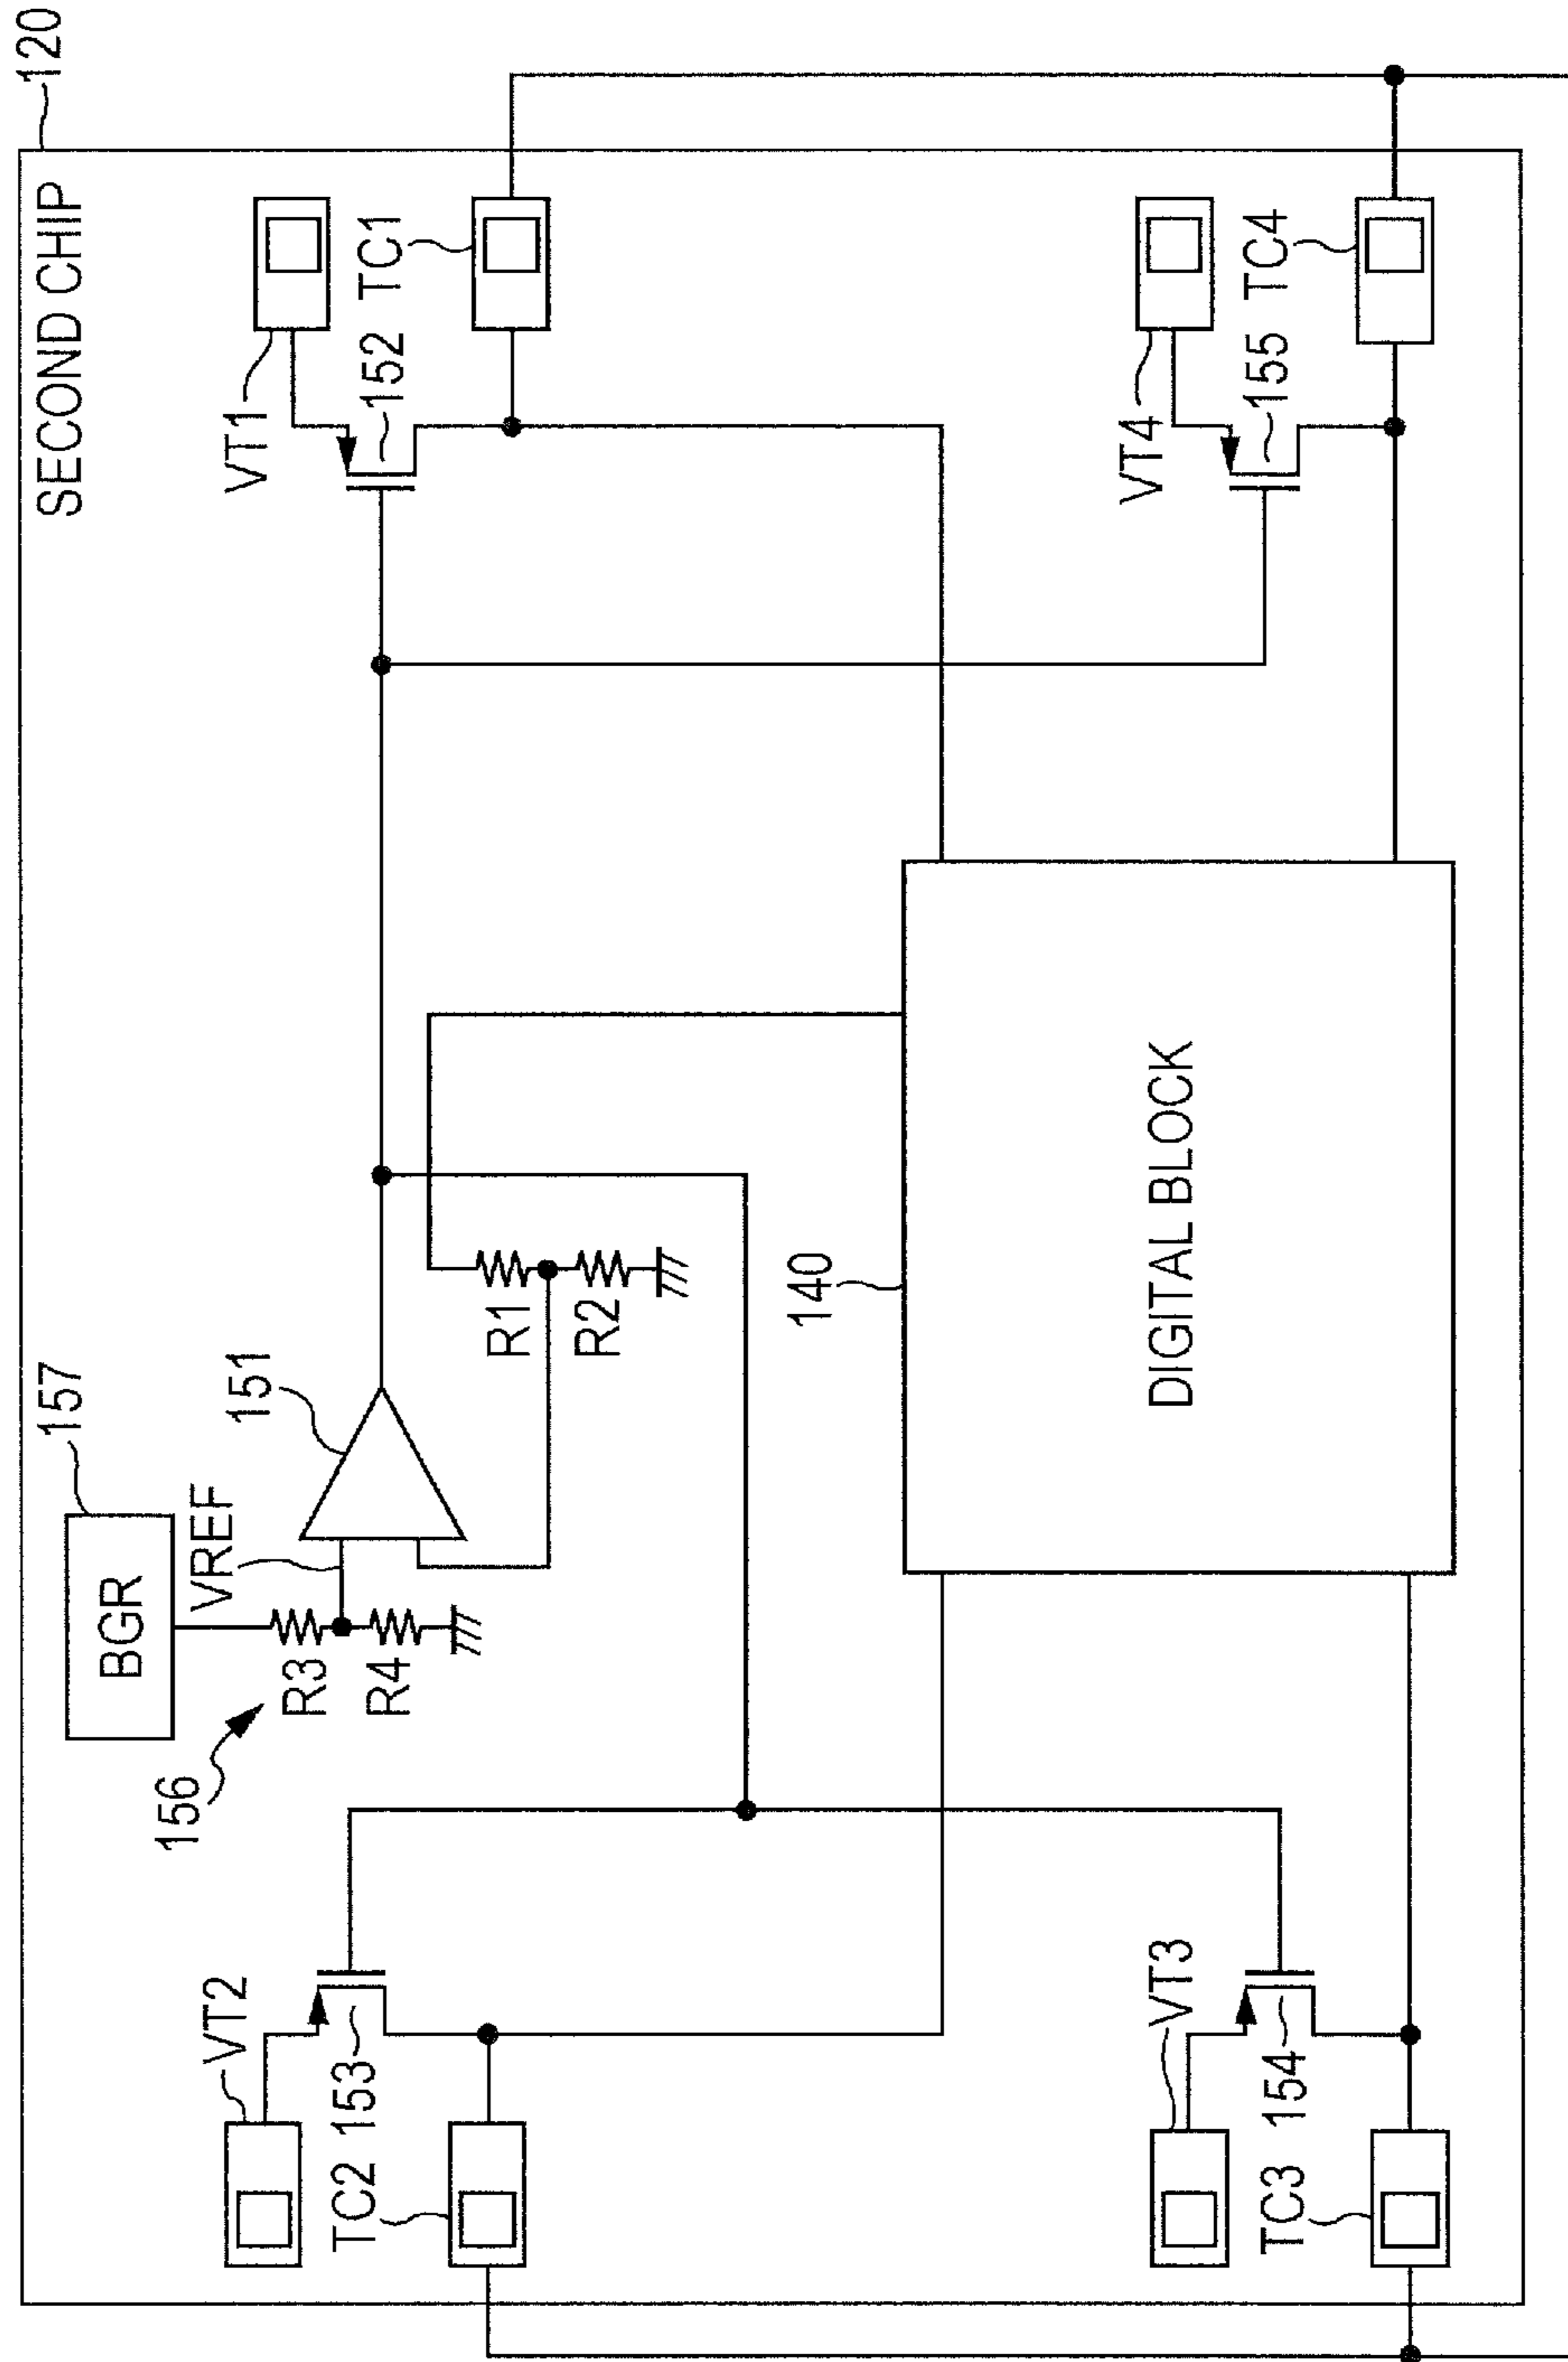 120
SECOND CHIP
157
BGR
VREF
151
156
R3
R4
R1
R2
VT2
153
TC2
VT1
152
TC1
140
DIGITAL BLOCK
VT3
154
TC3
VT4
155
TC4